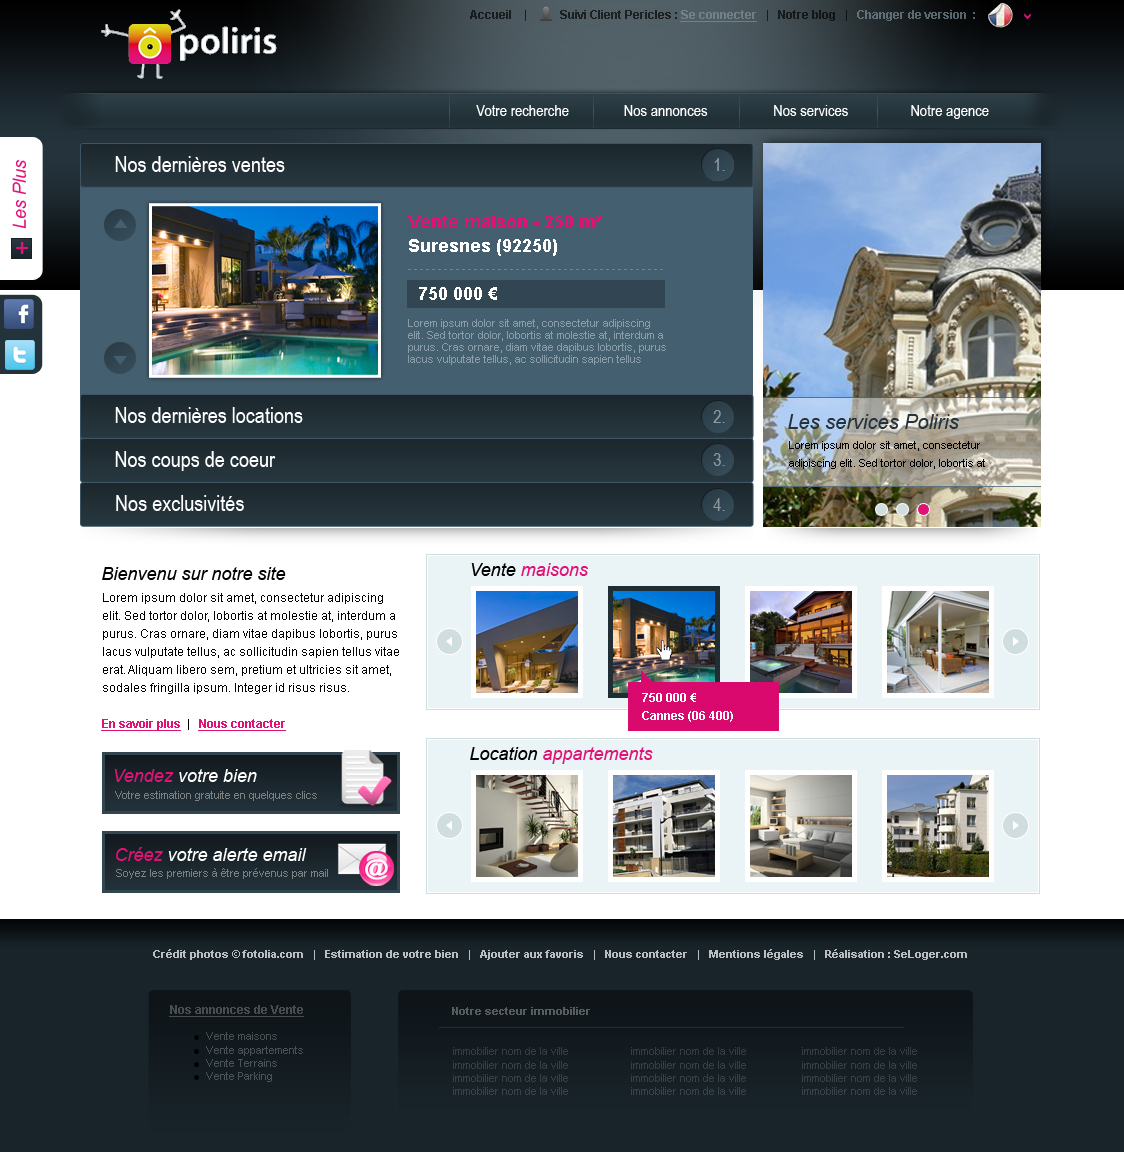 Accueil | Suivi Client Pericles : Se connecter | Notre blog | Changer de version :
poliris
Votre recherche
Nos annonces
Nos services
Notre agence
Les Plus
+
f
t
Nos dernières ventes
1.
Vente maison - 250 m²
Suresnes (92250)
750 000 €
Lorem ipsum dolor sit amet, consectetur adipiscing
elit. Sed tortor dolor, lobortis at molestie at, interdum a
purus. Cras ornare, diam vitae dapibus lobortis, purus
lacus vulputate tellus, ac sollicitudin sapien tellus
Nos dernières locations
2.
Nos coups de coeur
3.
Nos exclusivités
4.
Les services Poliris
Lorem ipsum dolor sit amet, consectetur
adipiscing elit. Sed tortor dolor, lobortis at
Bienvenu sur notre site
Lorem ipsum dolor sit amet, consectetur adipiscing
elit. Sed tortor dolor, lobortis at molestie at, interdum a
purus. Cras ornare, diam vitae dapibus lobortis, purus
lacus vulputate tellus, ac sollicitudin sapien tellus vitae
erat. Aliquam libero sem, pretium et ultricies sit amet,
sodales fringilla ipsum. Integer id risus risus.
En savoir plus | Nous contacter
Vendez votre bien
Votre estimation gratuite en quelques clics
Créez votre alerte email
Soyez les premiers à être prévenus par mail
@
Vente maisons
750 000 €
Cannes (06 400)
Location appartements
Crédit photos © fotolia.com | Estimation de votre bien | Ajouter aux favoris | Nous contacter | Mentions légales | Réalisation : SeLoger.com
Nos annonces de Vente
Vente maisons
Vente appartements
Vente Terrains
Vente Parking
Notre secteur immobilier
immobilier nom de la ville
immobilier nom de la ville
immobilier nom de la ville
immobilier nom de la ville
immobilier nom de la ville
immobilier nom de la ville
immobilier nom de la ville
immobilier nom de la ville
immobilier nom de la ville
immobilier nom de la ville
immobilier nom de la ville
immobilier nom de la ville